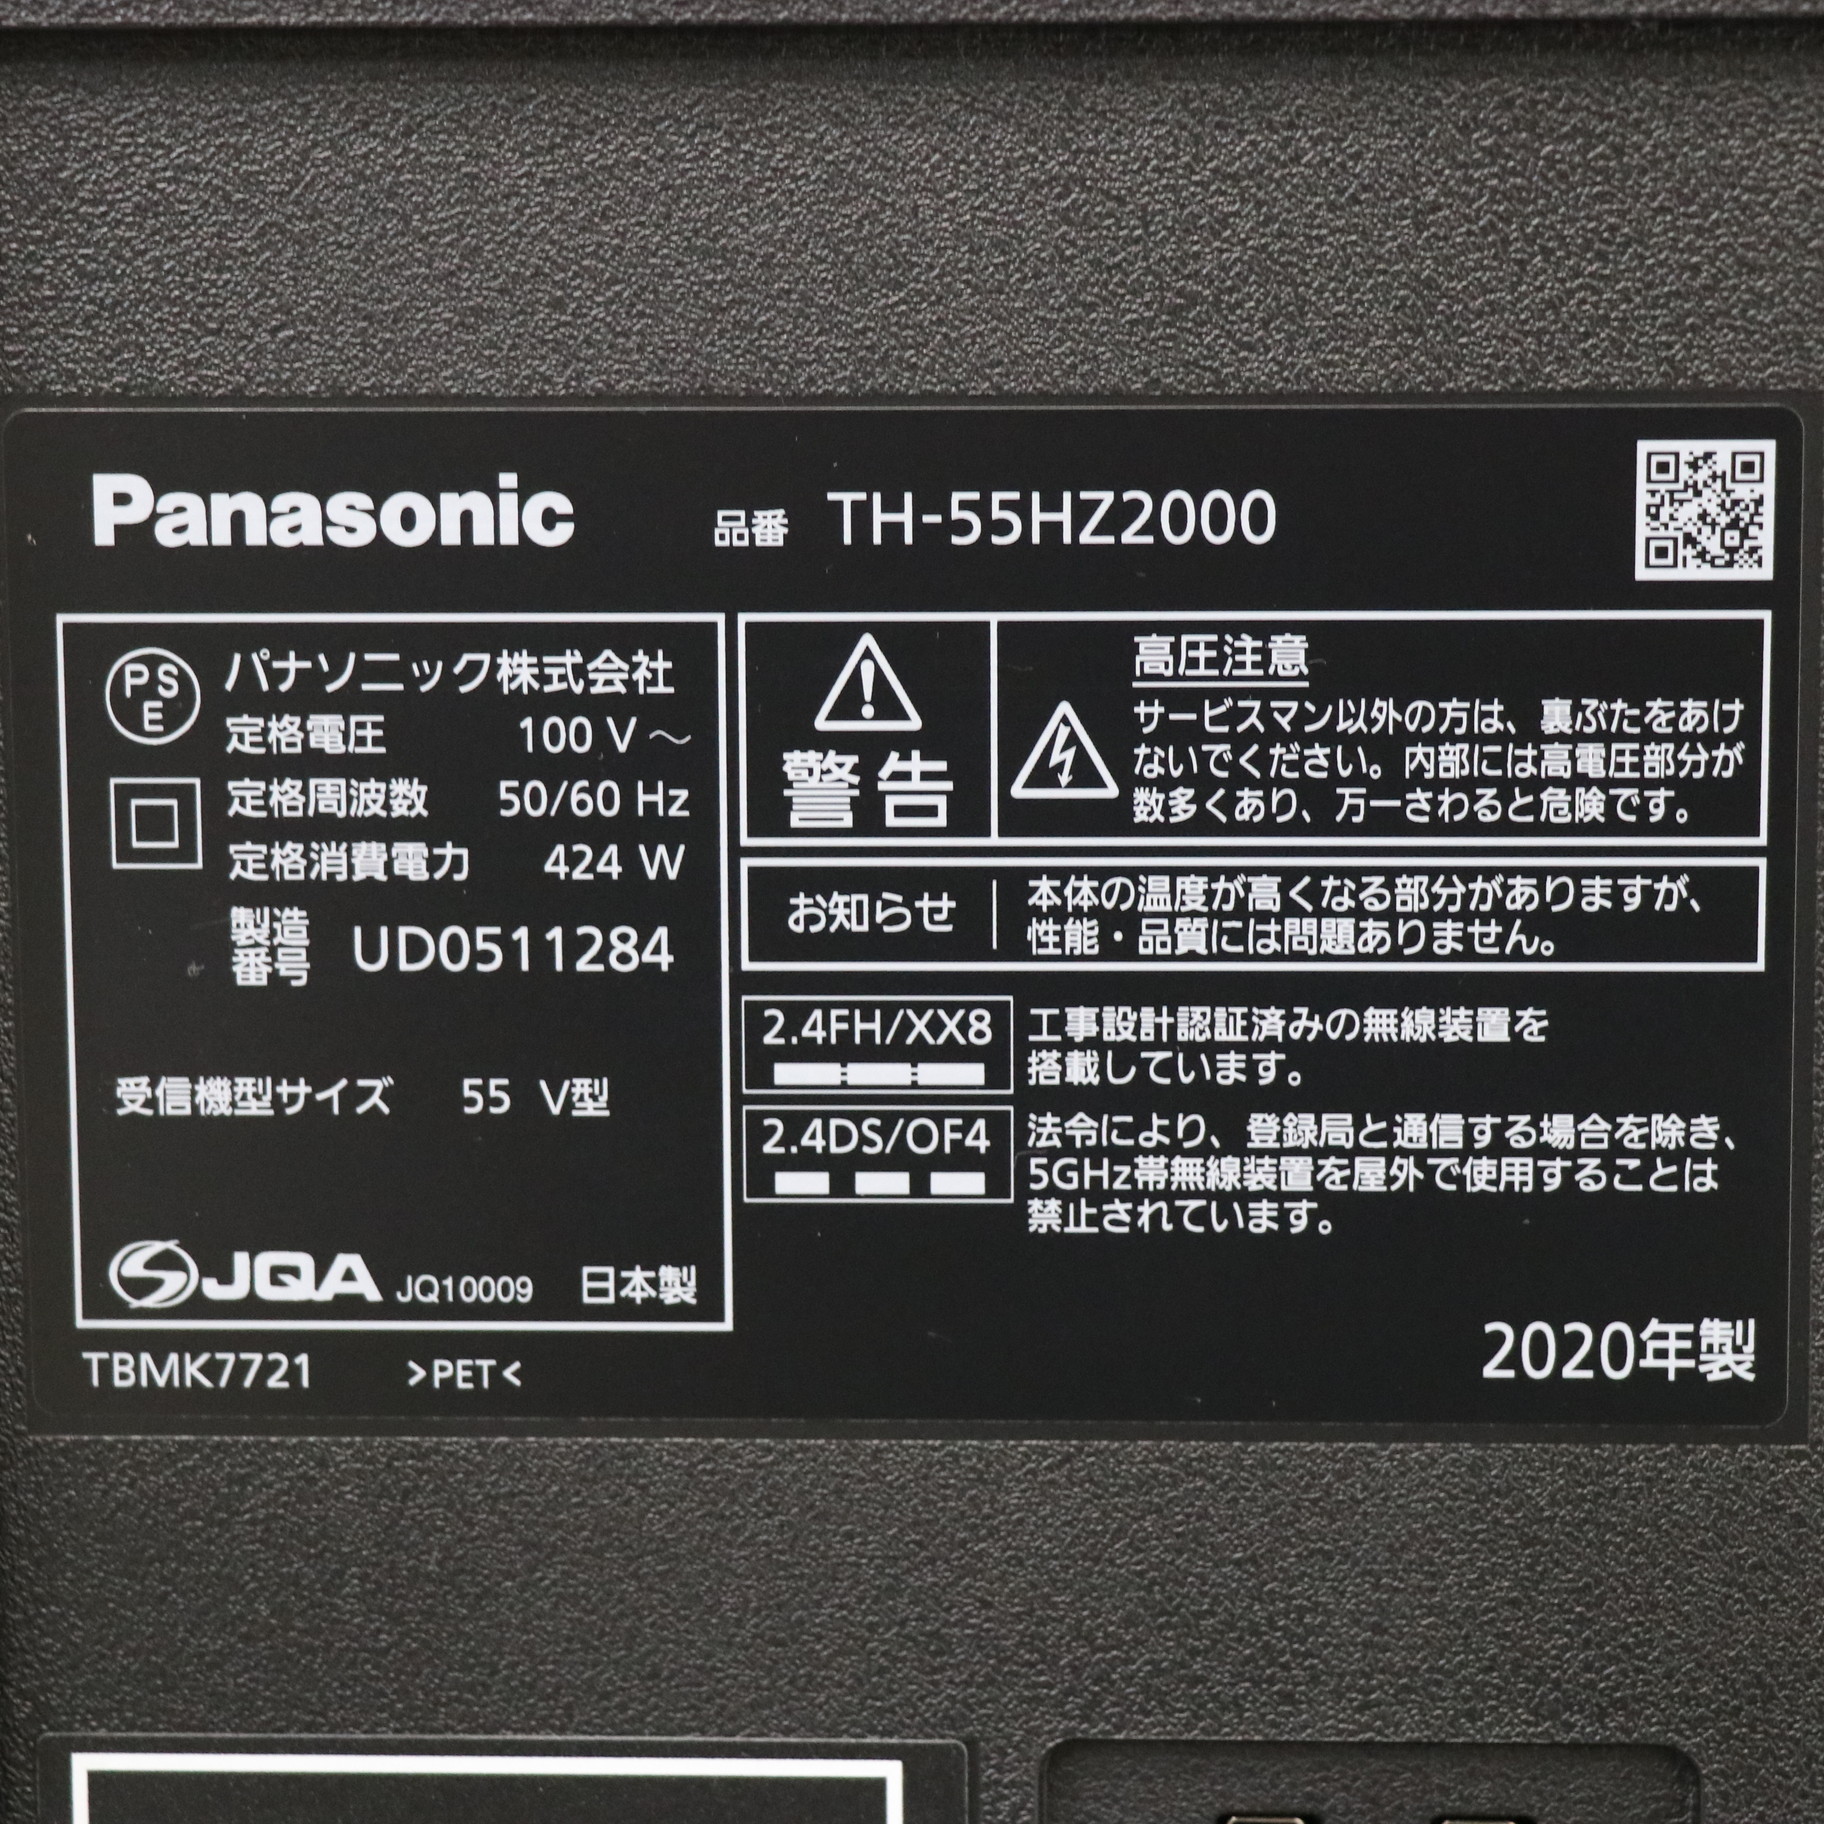 Panasonic 品番 TH-55HZ2000
PSE パナソニック株式会社
定格電圧 100 V～
定格周波数 50/60 Hz
定格消費電力 424 W
製造番号 UD0511284
受信機型サイズ 55 V型
JQA JQ10009 日本製
TBMK7721 >PET<
警告
高圧注意
サービスマン以外の方は、裏ぶたをあけ
ないでください。内部には高電圧部分が
数多くあり、万一さわると危険です。
お知らせ
本体の温度が高くなる部分がありますが、
性能・品質には問題ありません。
2.4FH/XX8
工事設計認証済みの無線装置を
搭載しています。
2.4DS/OF4
法令により、登録局と通信する場合を除き、
5GHz帯無線装置を屋外で使用することは
禁止されています。
2020年製